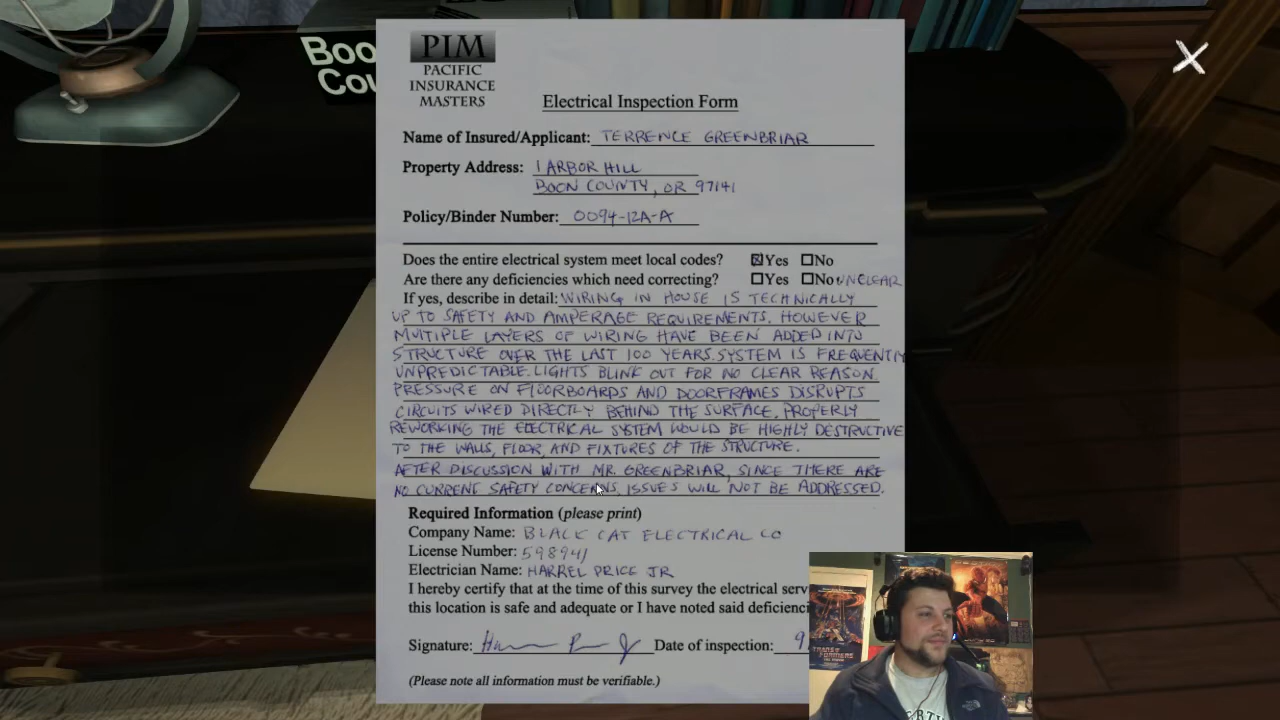 Boo
Cou
PIM
PACIFIC
INSURANCE
MASTERS
Electrical Inspection Form
Name of Insured/Applicant: TERRENCE GREENBRIAR
Property Address: 1 ARBOR HILL
BOON COUNTY, OR 97141
Policy/Binder Number: 0094-12A-A
Does the entire electrical system meet local codes? ☒Yes ☐No
Are there any deficiencies which need correcting? ☐Yes ☐No UNCLEAR
If yes, describe in detail: WIRING IN HOUSE IS TECHNICALLY
UP TO SAFETY AND AMPERAGE REQUIREMENTS. HOWEVER
MULTIPLE LAYERS OF WIRING HAVE BEEN ADDED INTO
STRUCTURE OVER THE LAST 100 YEARS. SYSTEM IS FREQUENTLY
UNPREDICTABLE. LIGHTS BLINK OUT FOR NO CLEAR REASON.
PRESSURE ON FLOORBOARDS AND DOORFRAMES DISRUPTS
CIRCUITS WIRED DIRECTLY BEHIND THE SURFACE. PROPERLY
REWORKING THE ELECTRICAL SYSTEM WOULD BE HIGHLY DESTRUCTIVE
TO THE WALLS, FLOOR, AND FIXTURES OF THE STRUCTURE.
AFTER DISCUSSION WITH MR. GREENBRIAR, SINCE THERE ARE
NO CURRENT SAFETY CONCERNS, ISSUES WILL NOT BE ADDRESSED.
Required Information (please print)
Company Name: BLACK CAT ELECTRICAL CO
License Number: 598941
Electrician Name: HARREL PRICE JR
I hereby certify that at the time of this survey the electrical serv
this location is safe and adequate or I have noted said deficienci
Signature: Date of inspection: 9
(Please note all information must be verifiable.)
TRANSFORMERS